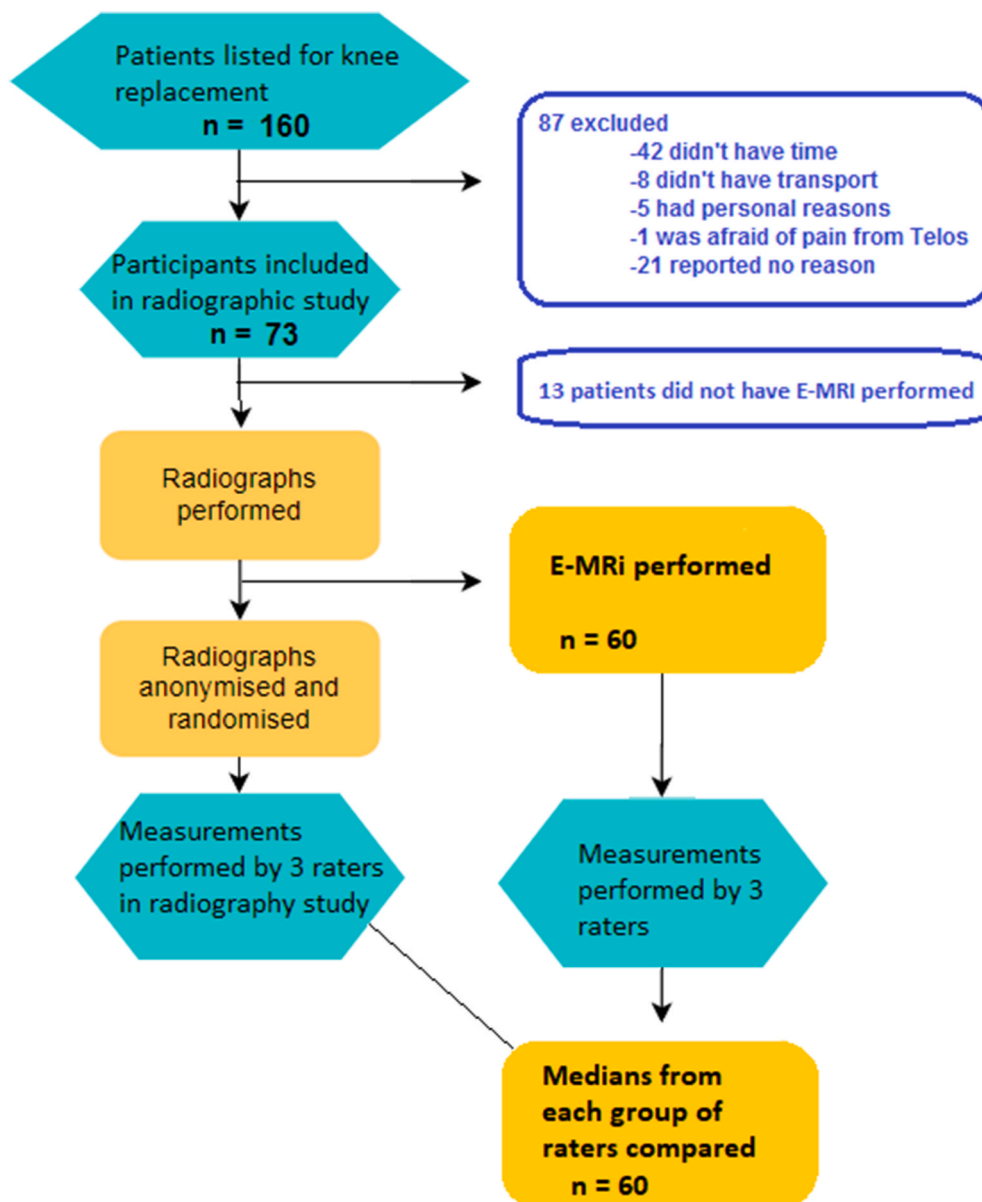 Patients listed for knee
replacement
n = 160
87 excluded
-42 didn't have time
-8 didn't have transport
-5 had personal reasons
-1 was afraid of pain from Telos
-21 reported no reason
Participants included
in radiographic study
n = 73
13 patients did not have E-MRI performed
Radiographs
performed
E-MRi performed
n = 60
Radiographs
anonymised and
randomised
Measurements
performed by 3 raters
in radiography study
Measurements
performed by 3
raters
Medians from
each group of
raters compared
n = 60